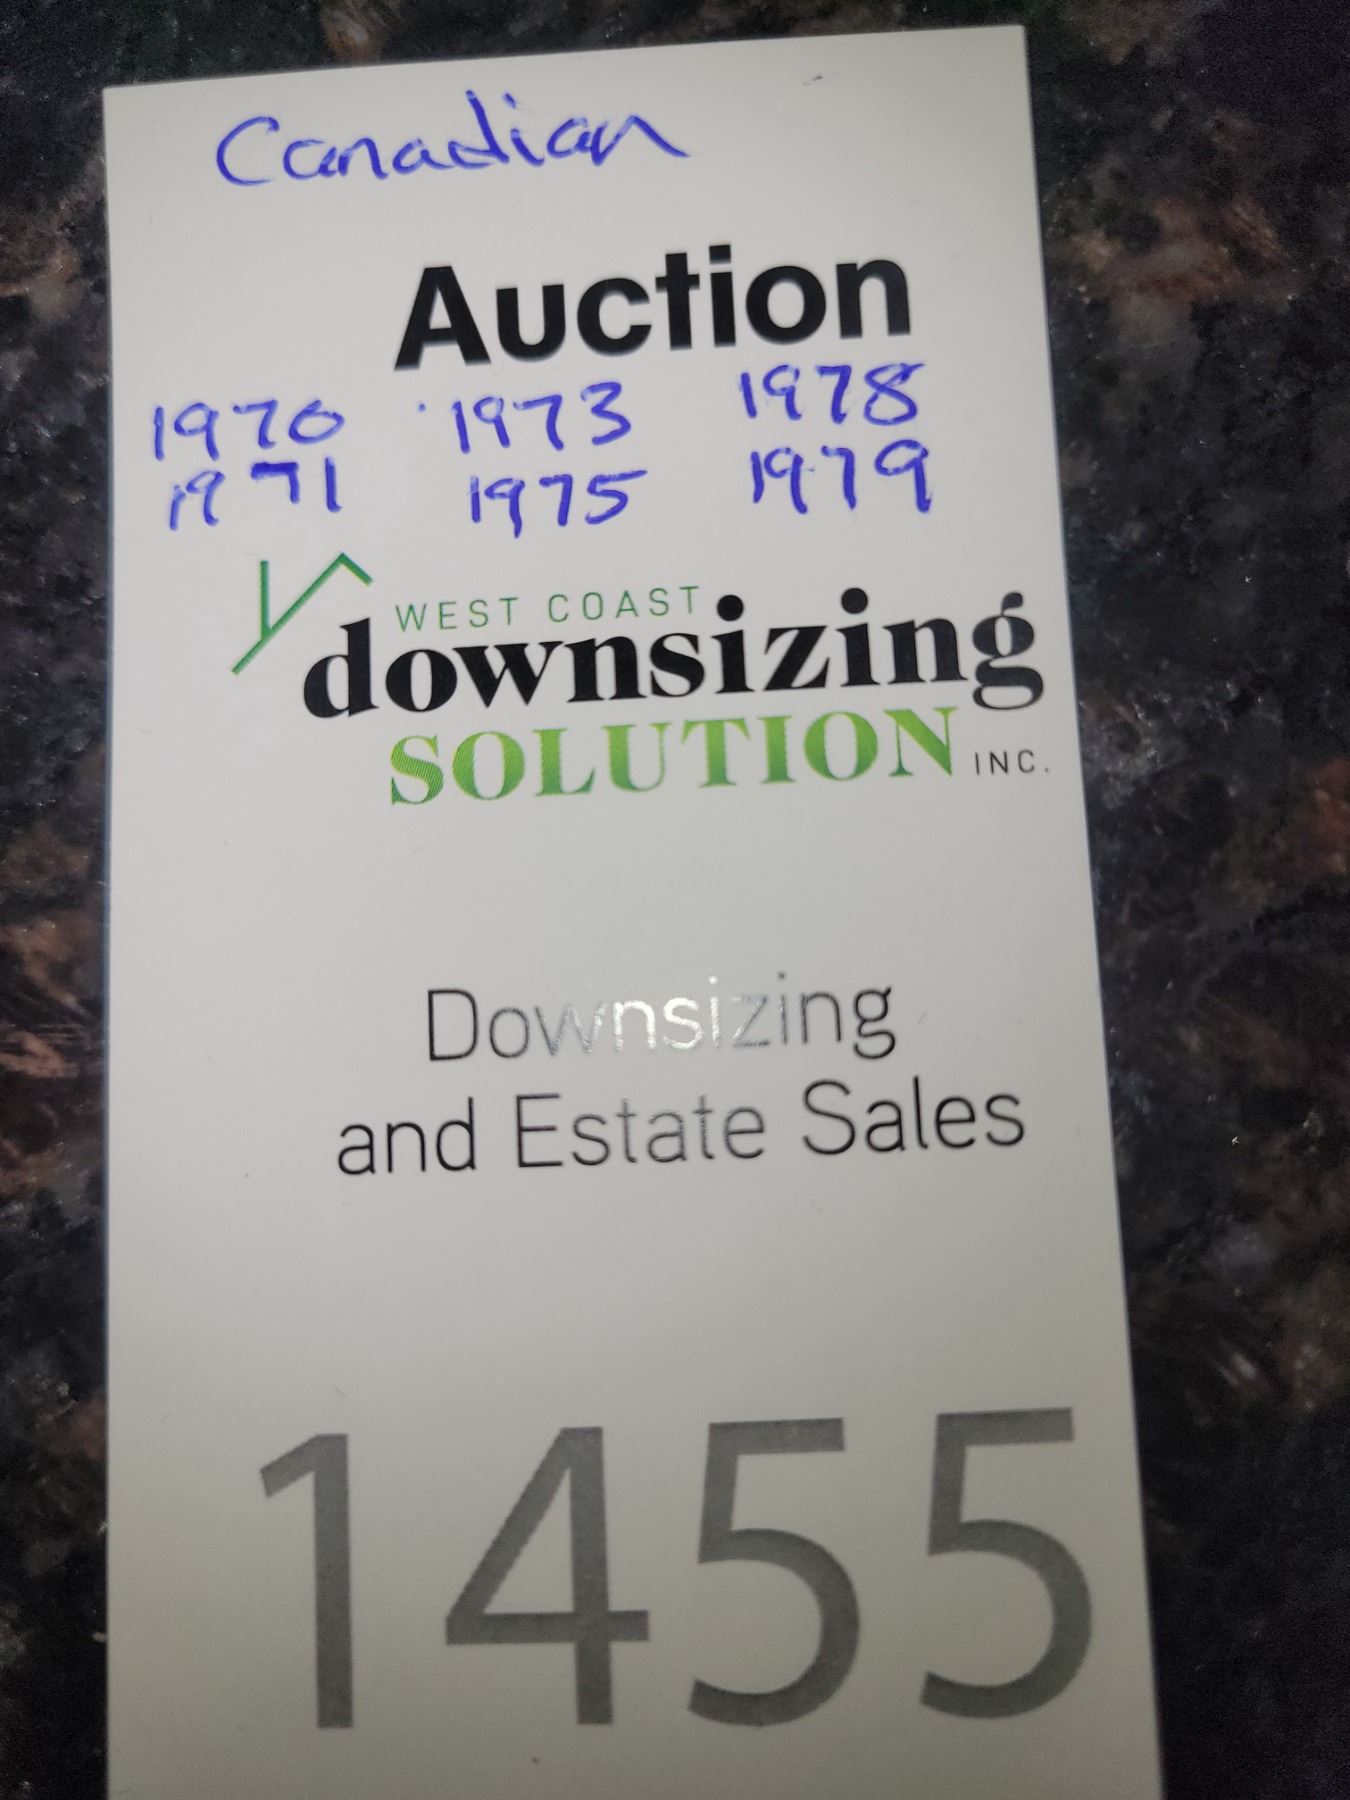 Canadian
Auction
1970 1973 1978
1971 1975 1979
WEST COAST
downsizing
SOLUTION INC.
Downsizing
and Estate Sales
1455